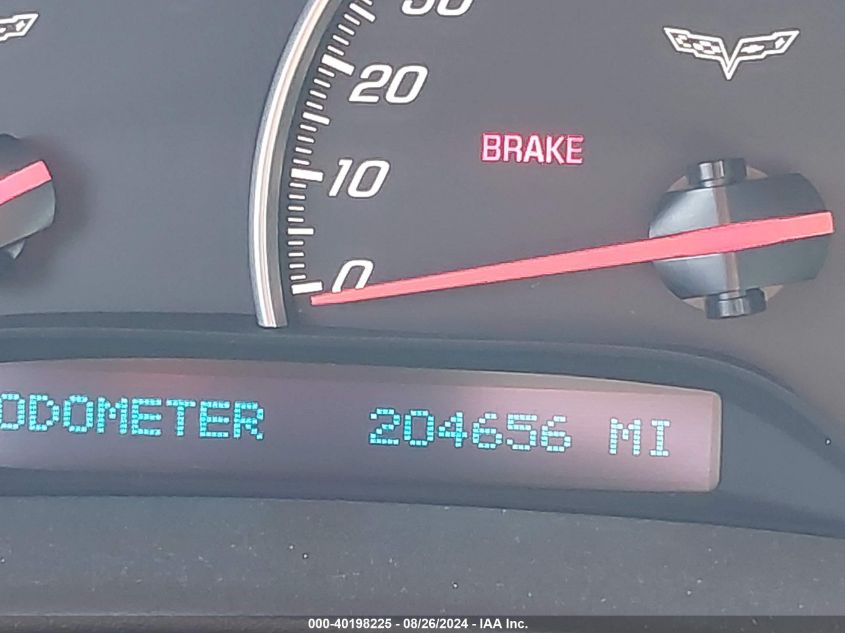 20
BRAKE
10
0
ODOMETER 204656 MI
000-40198225 - 08/26/2024 - IAA Inc.